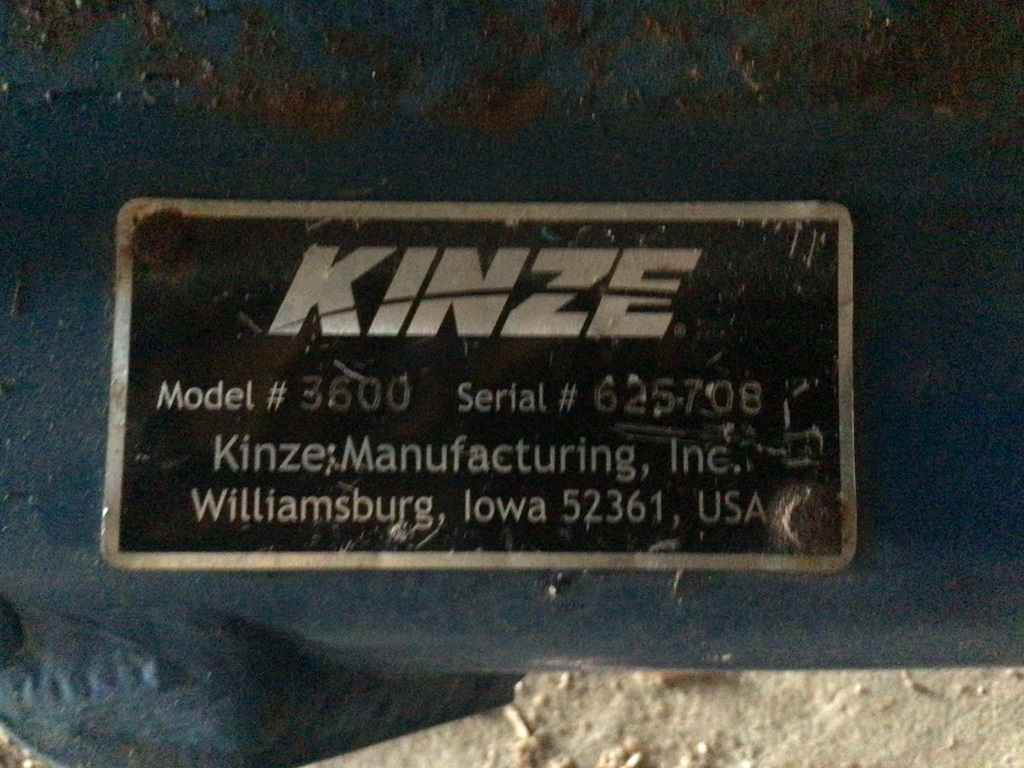 KINZE®
Model # 3600 Serial # 625708
Kinze Manufacturing, Inc.
Williamsburg, Iowa 52361, USA